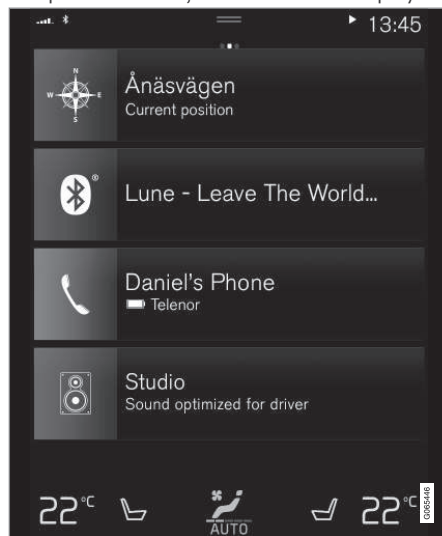 13:45
N
W
E
S
Ånäsvägen
Current position
®
Lune - Leave The World...
Daniel's Phone
Telenor
Studio
Sound optimized for driver
22°C
AUTO
22°C
G065446